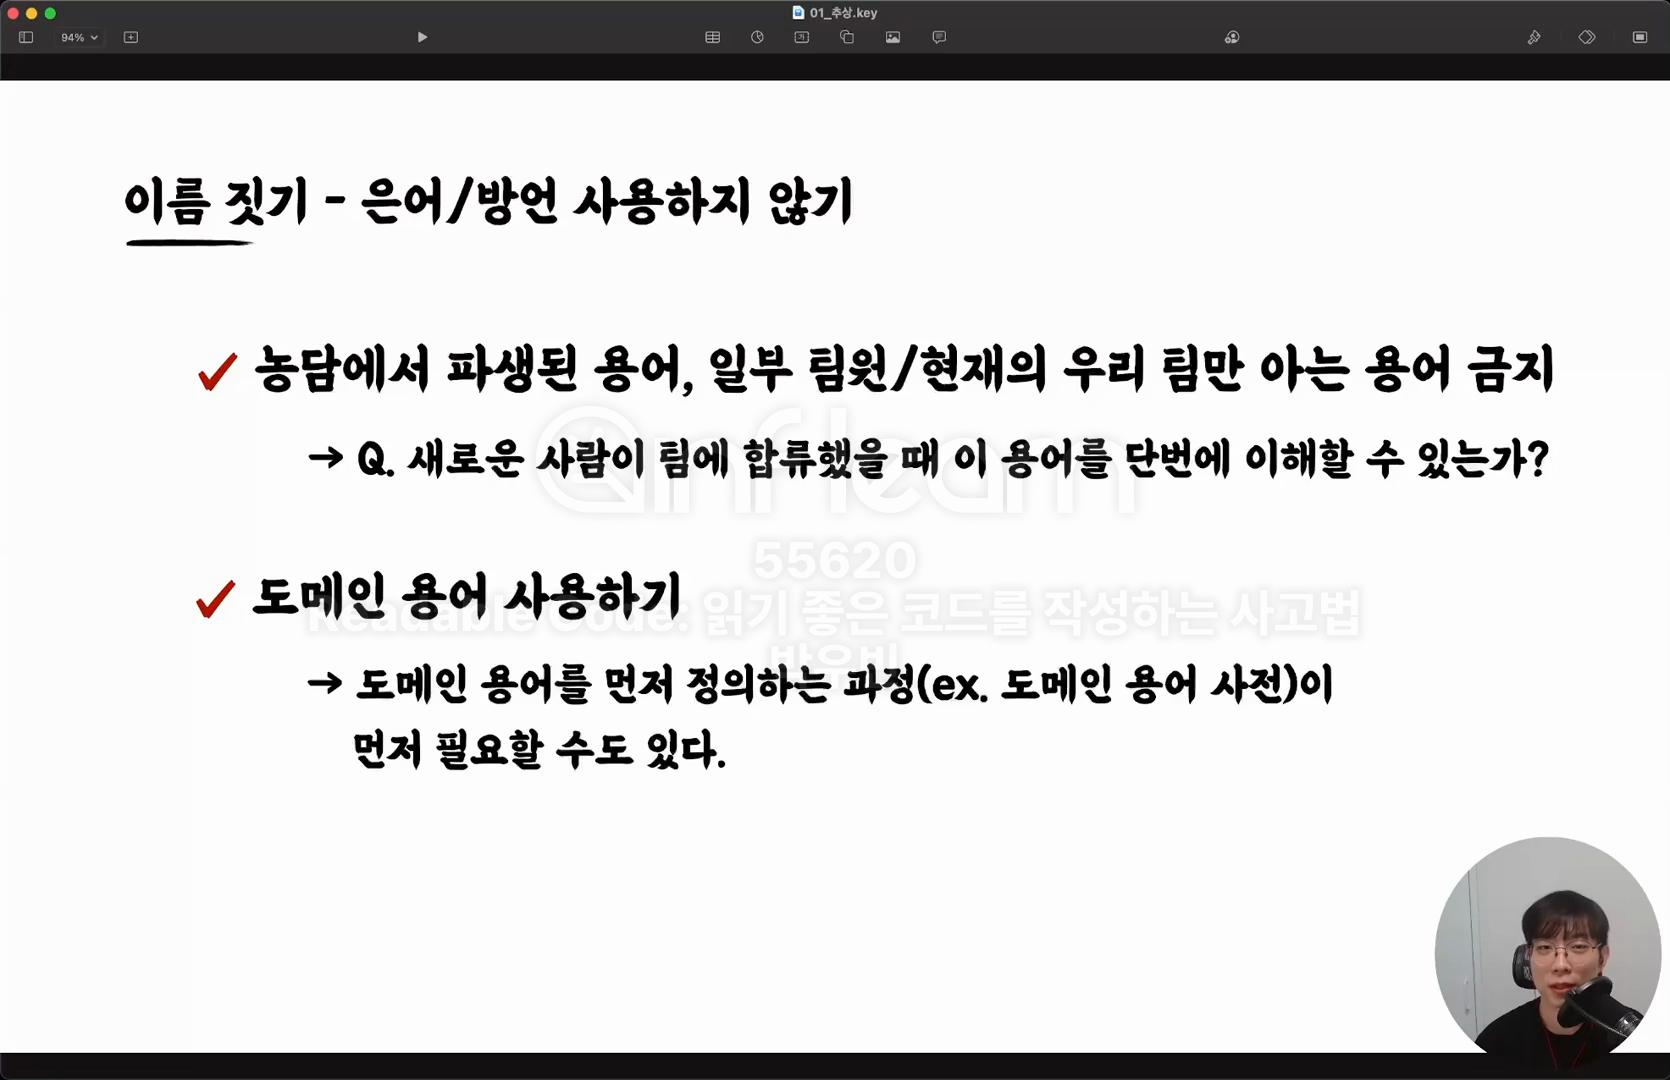 01_추상.key
94%
이름 짓기 - 은어/방언 사용하지 않기
농담에서 파생된 용어, 일부 팀원/현재의 우리 팀만 아는 용어 금지
→ Q. 새로운 사람이 팀에 합류했을 때 이 용어를 단번에 이해할 수 있는가?
inflearn
55620
도메인 용어 사용하기
Readable Code: 읽기 좋은 코드를 작성하는 사고법
→ 도메인 용어를 먼저 정의하는 과정(ex. 도메인 용어 사전)이
먼저 필요할 수도 있다.